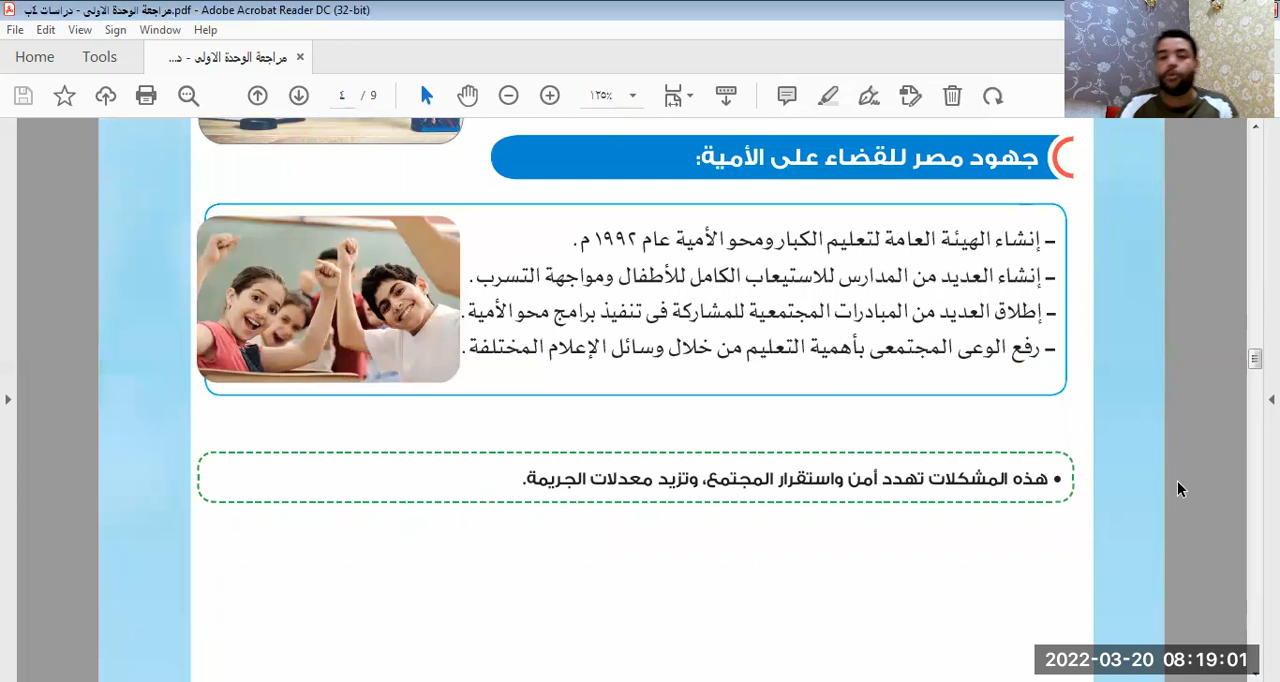 مراجعة الوحدة الاولى - دراسات ٤ب.pdf - Adobe Acrobat Reader DC (32-bit)
File Edit View Sign Window Help
Home Tools مراجعة الوحدة الاولى - د... ×
٤ / 9 ١٢٥%
جهود مصر للقضاء على الأمية:
– إنشاء الهيئة العامة لتعليم الكبار ومحو الأمية عام ١٩٩٢ م.
– إنشاء العديد من المدارس للاستيعاب الكامل للأطفال ومواجهة التسرب.
– إطلاق العديد من المبادرات المجتمعية للمشاركة فى تنفيذ برامج محو الأمية.
– رفع الوعى المجتمعى بأهمية التعليم من خلال وسائل الإعلام المختلفة.
• هذه المشكلات تهدد أمن واستقرار المجتمع، وتزيد معدلات الجريمة.
2022-03-20 08:19:01